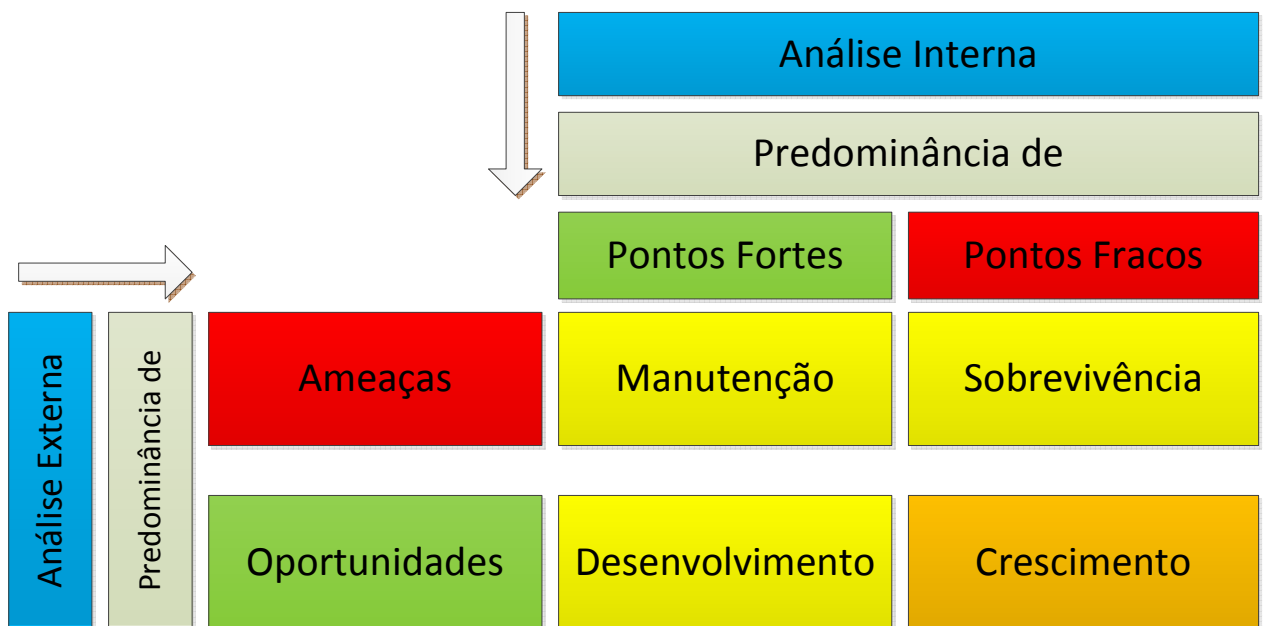 Análise Interna
Predominância de
Pontos Fortes
Pontos Fracos
Análise Externa
Predominância de
Ameaças
Manutenção
Sobrevivência
Oportunidades
Desenvolvimento
Crescimento